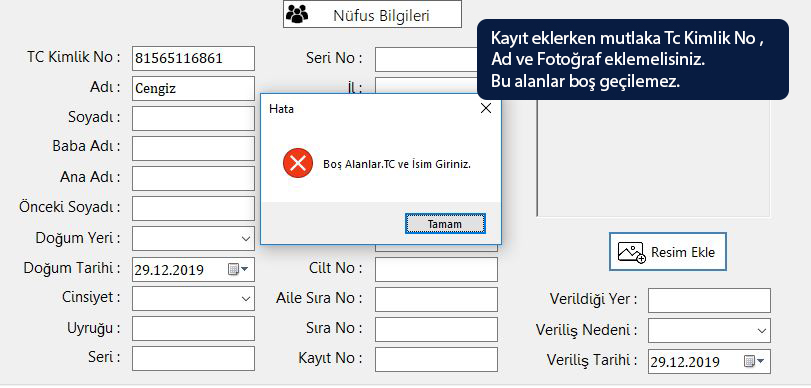 Nüfus Bilgileri
Kayıt eklerken mutlaka Tc Kimlik No ,
Ad ve Fotoğraf eklemelisiniz.
Bu alanlar boş geçilemez.
TC Kimlik No : 81565116861
Seri No :
Adı : Cengiz
İl :
Soyadı :
Baba Adı :
Ana Adı :
Önceki Soyadı :
Doğum Yeri :
Doğum Tarihi : 29.12.2019
Cinsiyet :
Uyruğu :
Seri :
Hata
Boş Alanlar.TC ve İsim Giriniz.
Tamam
Cilt No :
Aile Sıra No :
Sıra No :
Kayıt No :
Resim Ekle
Verildiği Yer :
Veriliş Nedeni :
Veriliş Tarihi : 29.12.2019